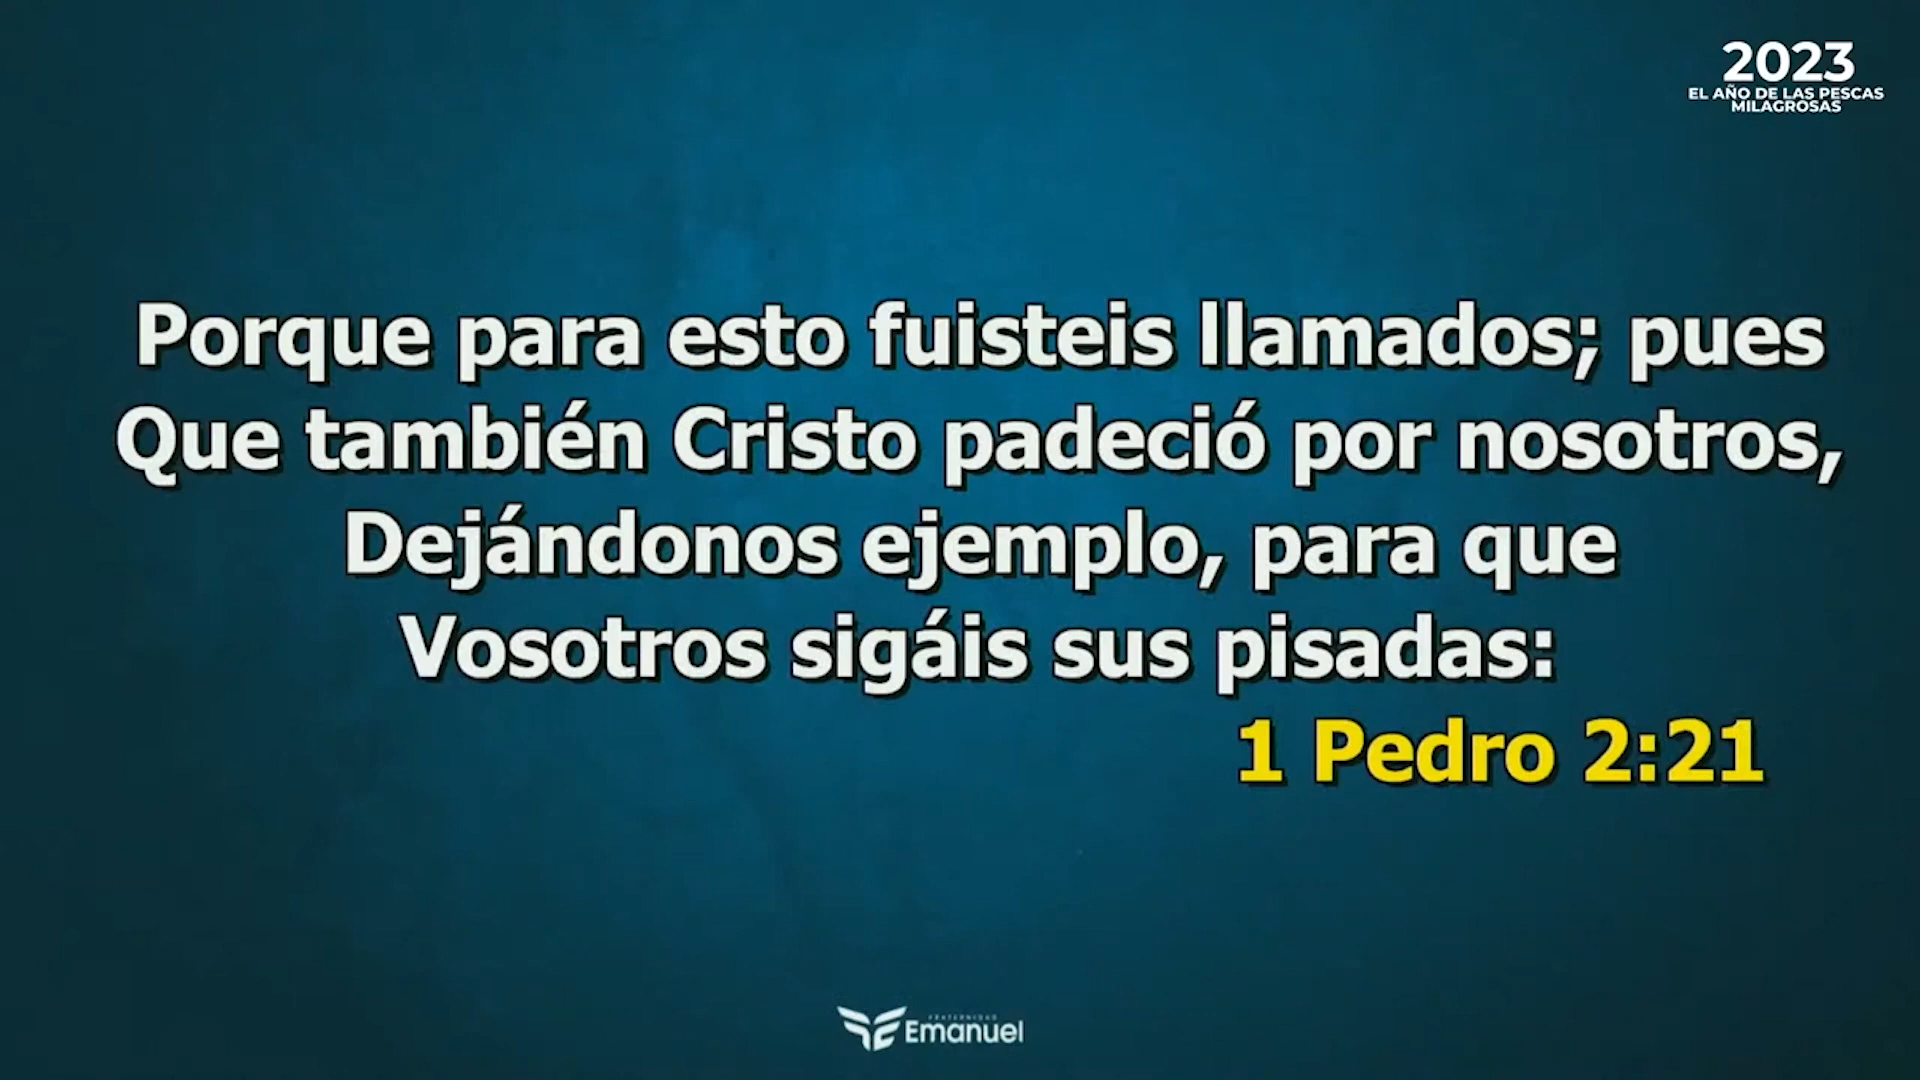 2023
EL AÑO DE LAS PESCAS
MILAGROSAS
Porque para esto fuisteis llamados; pues
Que también Cristo padeció por nosotros,
Dejándonos ejemplo, para que
Vosotros sigáis sus pisadas:
1 Pedro 2:21
FRATERNIDAD
Emanuel